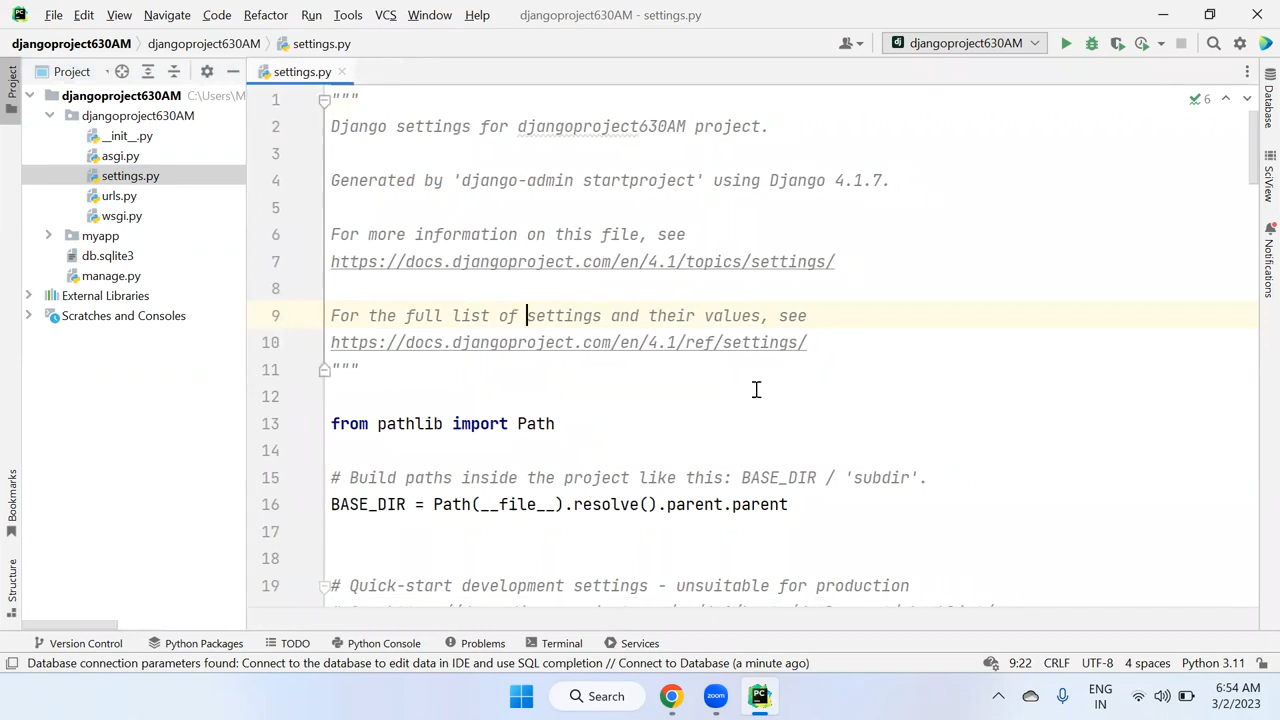 File Edit View Navigate Code Refactor Run Tools VCS Window Help djangoproject630AM - settings.py
djangoproject630AM djangoproject630AM settings.py djangoproject630AM
Project settings.py
djangoproject630AM C:\Users\M
djangoproject630AM
__init__.py
asgi.py
settings.py
urls.py
wsgi.py
myapp
db.sqlite3
manage.py
External Libraries
Scratches and Consoles
Project
Bookmarks
Structure
6
1 """
2 Django settings for djangoproject630AM project.
3
4 Generated by 'django-admin startproject' using Django 4.1.7.
5
6 For more information on this file, see
7 https://docs.djangoproject.com/en/4.1/topics/settings/
8
9 For the full list of settings and their values, see
10 https://docs.djangoproject.com/en/4.1/ref/settings/
11 """
12
13 from pathlib import Path
14
15 # Build paths inside the project like this: BASE_DIR / 'subdir'.
16 BASE_DIR = Path(__file__).resolve().parent.parent
17
18
19 # Quick-start development settings - unsuitable for production
Database
SciView
Notifications
Version Control Python Packages TODO Python Console Problems Terminal Services
Database connection parameters found: Connect to the database to edit data in IDE and use SQL completion // Connect to Database (a minute ago) 9:22 CRLF UTF-8 4 spaces Python 3.11
Search zoom PC ENG IN 6:54 AM
3/2/2023